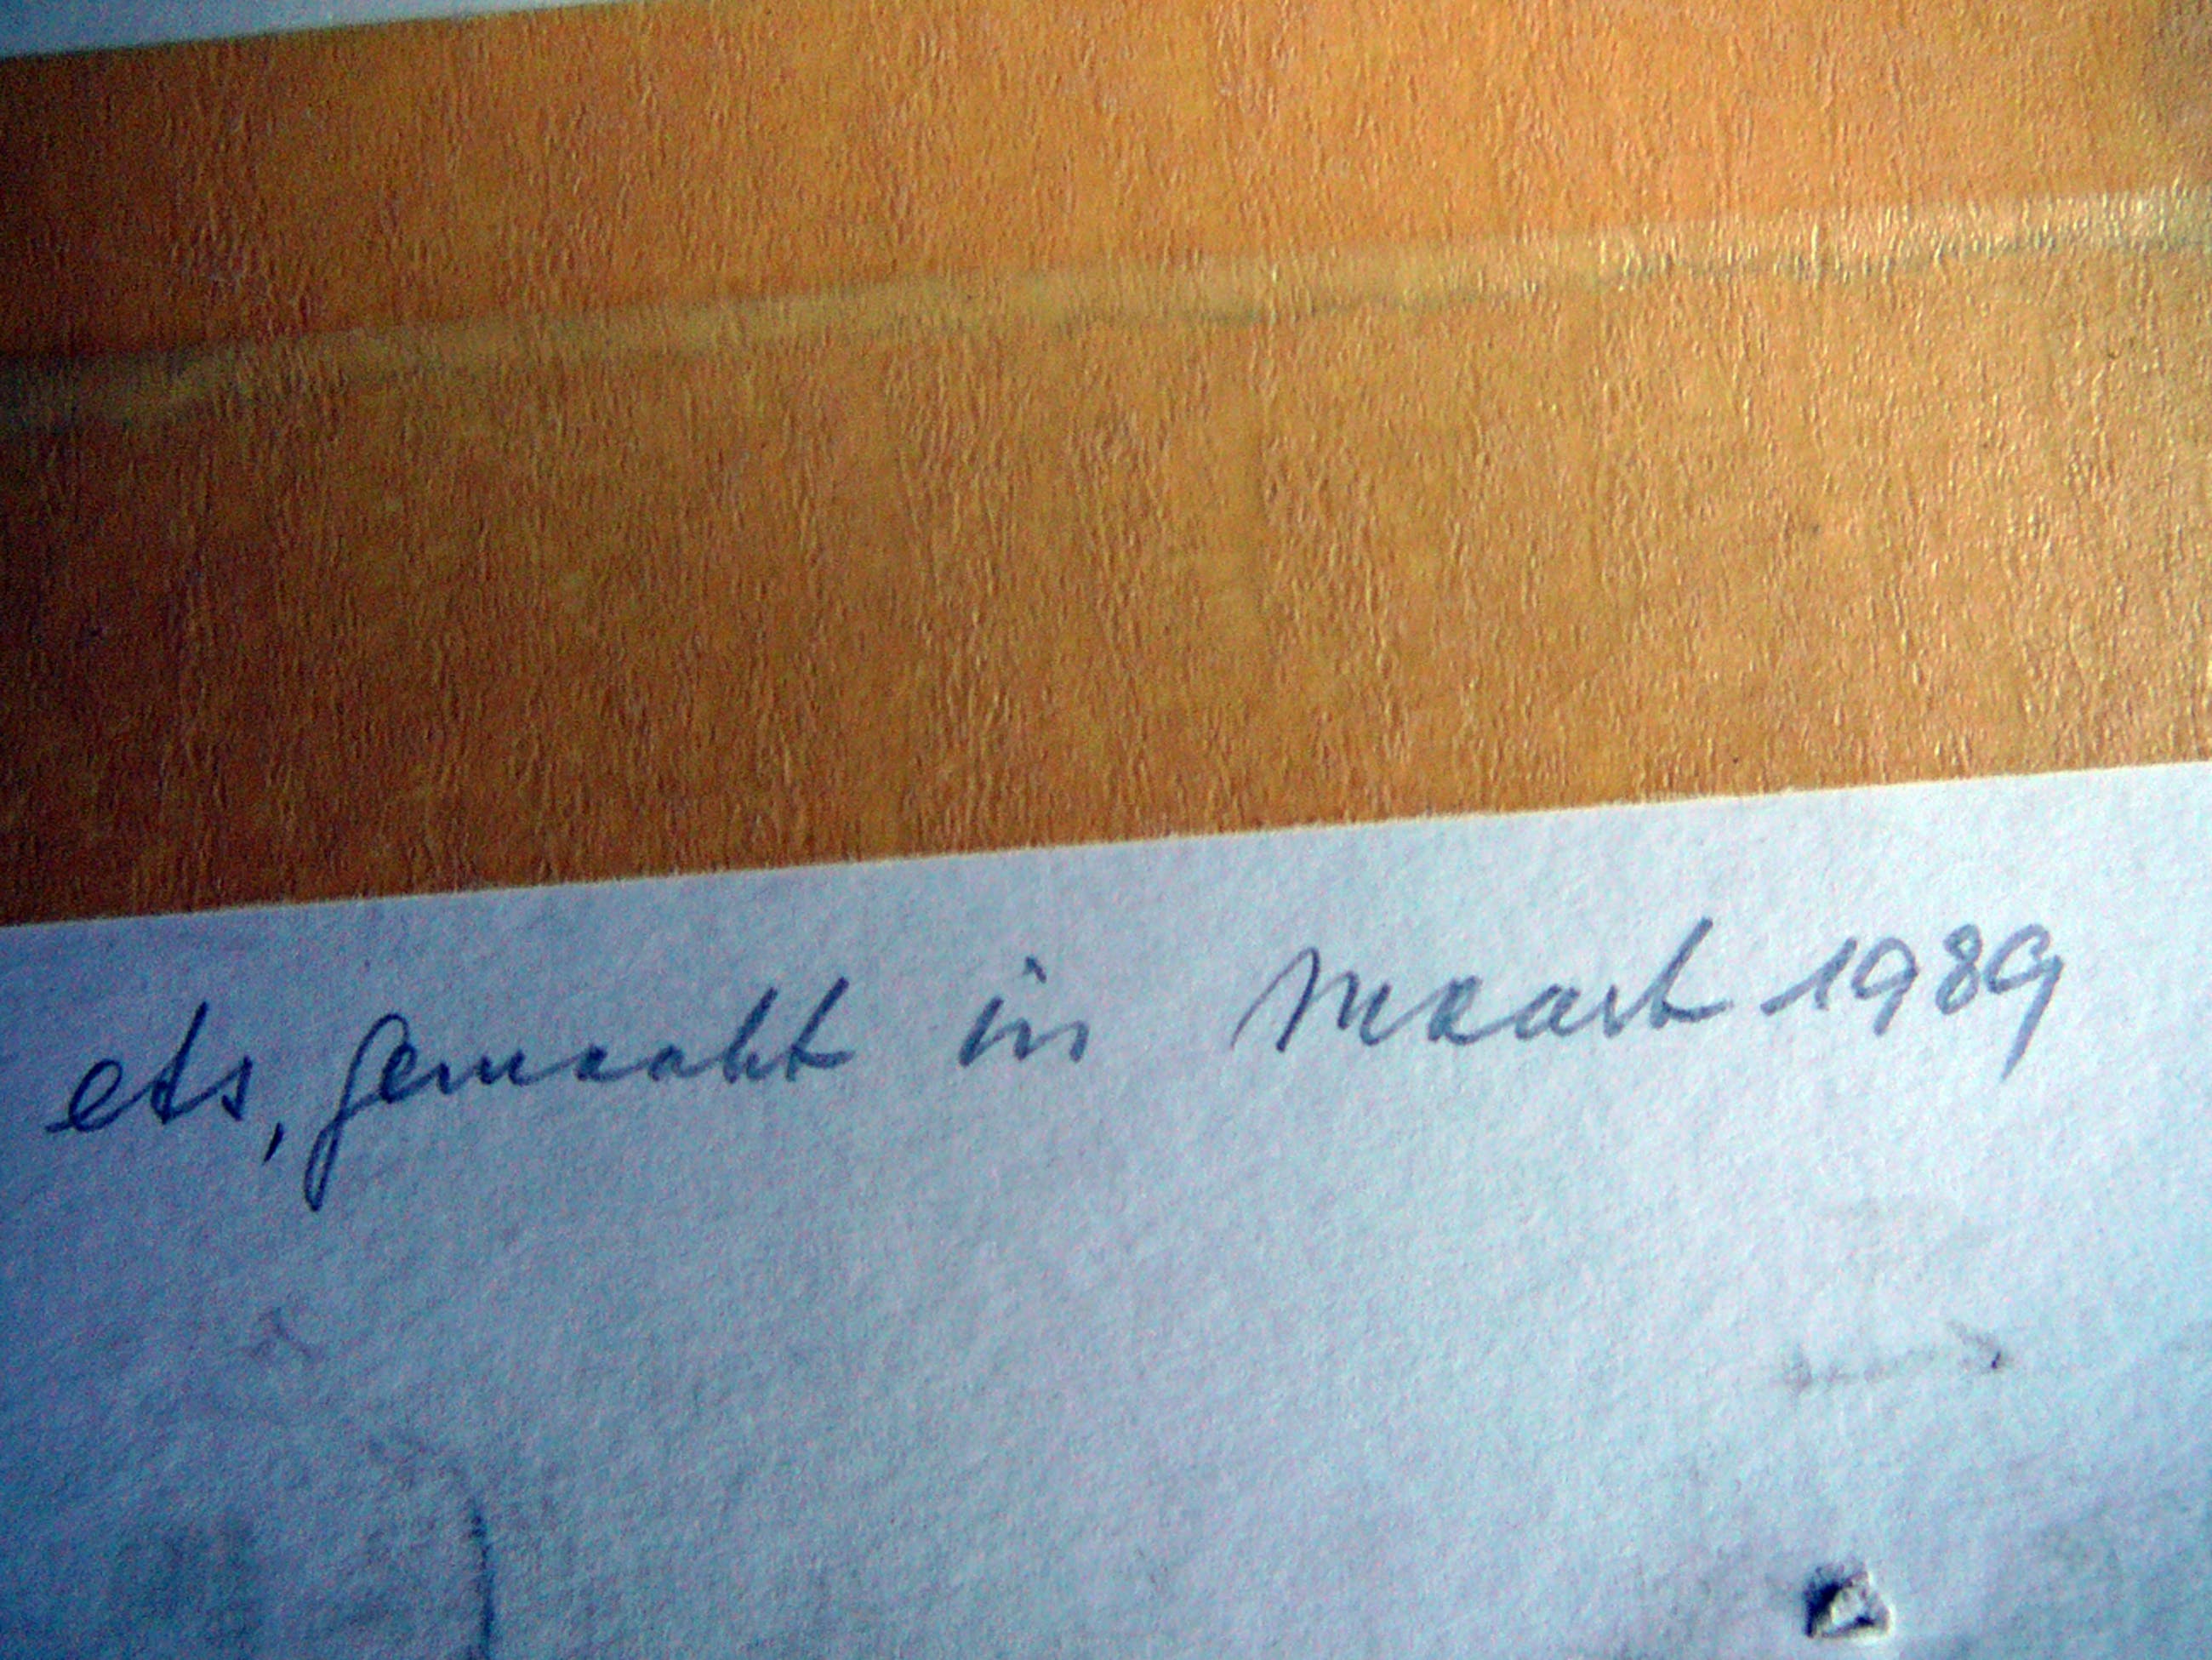 ets, gemaakt in Maart 1989